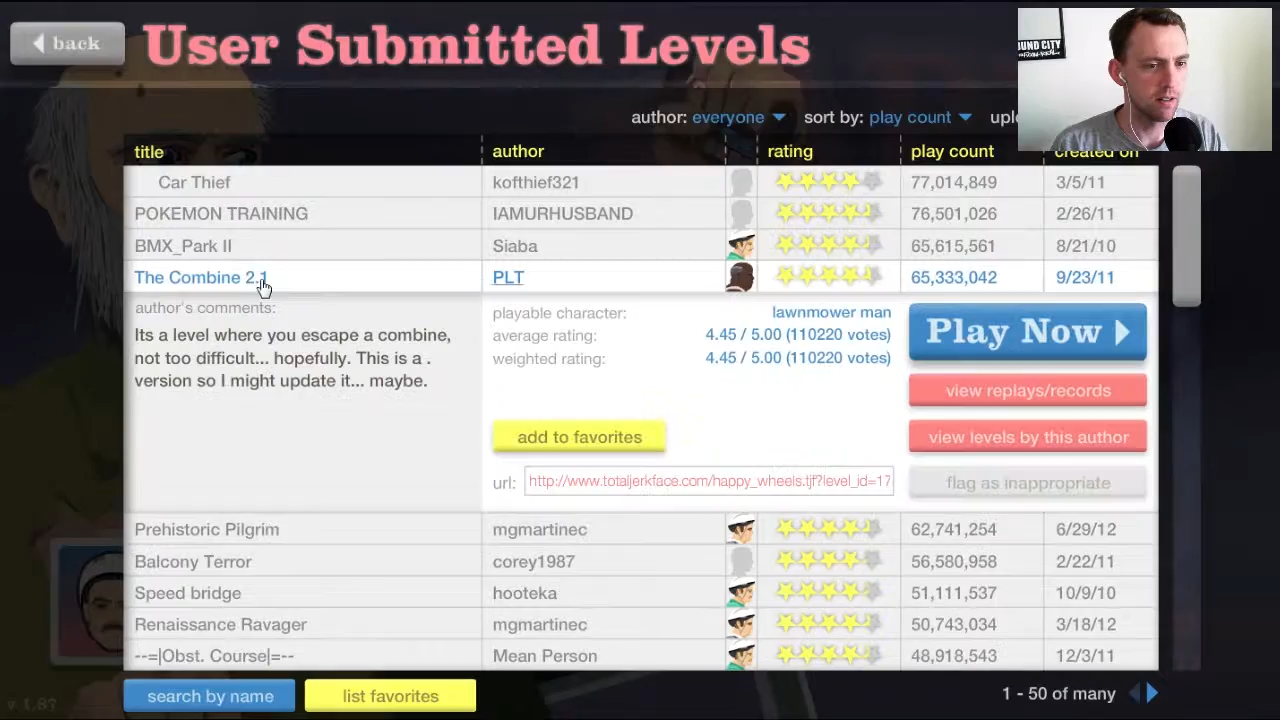 back
User Submitted Levels
OUND CITY
author: everyone sort by: play count
title author rating play count created on
Car Thief kofthief321 77,014,849 3/5/11
POKEMON TRAINING IAMURHUSBAND 76,501,026 2/26/11
BMX_Park II Siaba 65,615,561 8/21/10
The Combine 2.1 PLT 65,333,042 9/23/11
author's comments:
Its a level where you escape a combine,
not too difficult... hopefully. This is a .
version so I might update it... maybe.
playable character: lawnmower man
average rating: 4.45 / 5.00 (110220 votes)
weighted rating: 4.45 / 5.00 (110220 votes)
add to favorites
url: http://www.totaljerkface.com/happy_wheels.tjf?level_id=17
Play Now
view replays/records
view levels by this author
flag as inappropriate
Prehistoric Pilgrim mgmartinec 62,741,254 6/29/12
Balcony Terror corey1987 56,580,958 2/22/11
Speed bridge hooteka 51,111,537 10/9/10
Renaissance Ravager mgmartinec 50,743,034 3/18/12
--=|Obst. Course|=-- Mean Person 48,918,543 12/3/11
search by name list favorites 1 - 50 of many
v 1.87